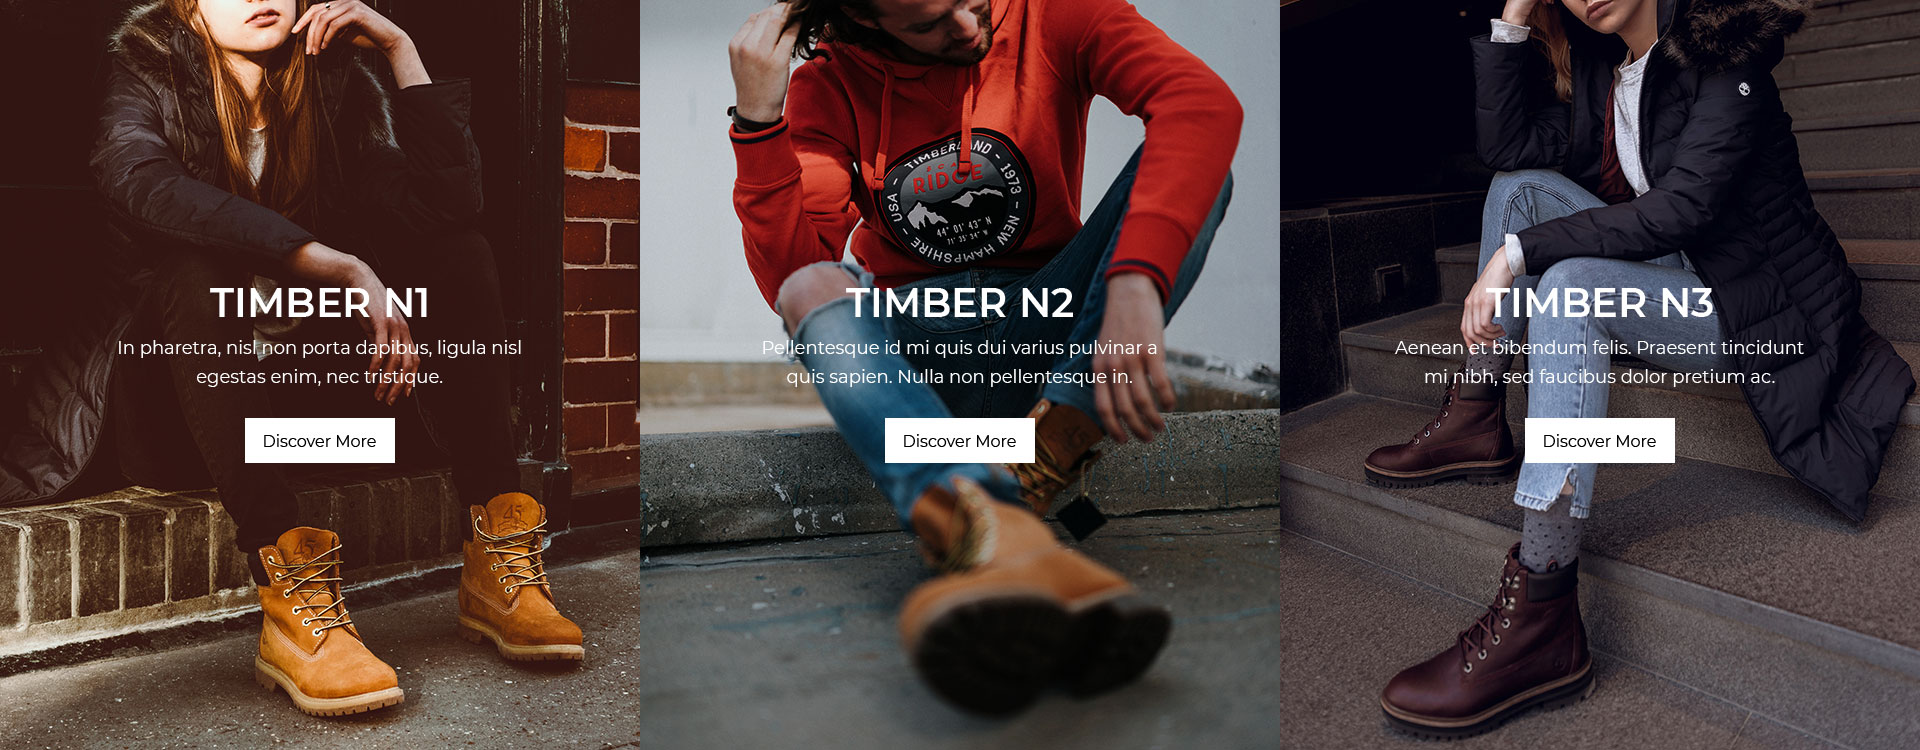 TIMBER N1
In pharetra, nisl non porta dapibus, ligula nisl
egestas enim, nec tristique.
Discover More
TIMBERLAND - 1973 - NEW HAMPSHIRE - USA -
RIDGE
44° 01' 43" N
71° 35' 34" W
TIMBER N2
Pellentesque id mi quis dui varius pulvinar a
quis sapien. Nulla non pellentesque in.
Discover More
45
TIMBER N3
Aenean et bibendum felis. Praesent tincidunt
mi nibh, sed faucibus dolor pretium ac.
Discover More
45
45